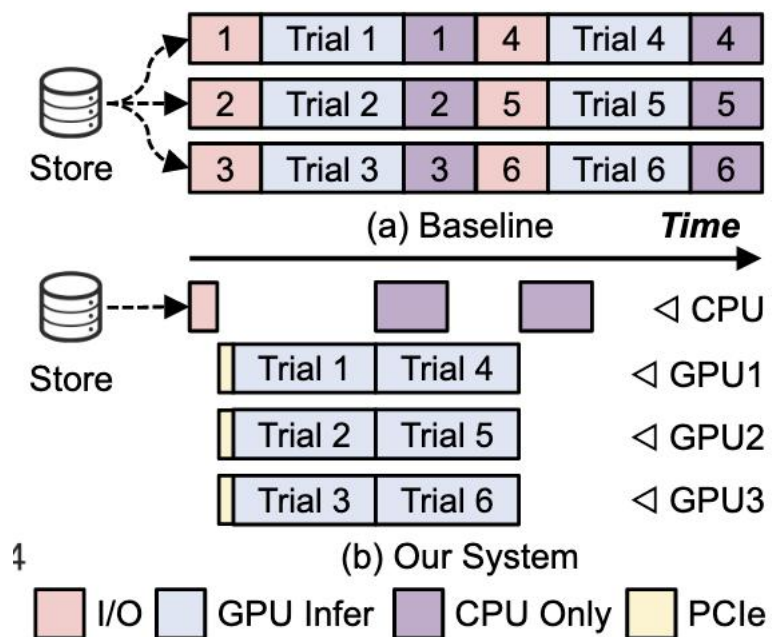 1 Trial 1 1 4 Trial 4 4
2 Trial 2 2 5 Trial 5 5
Store
3 Trial 3 3 6 Trial 6 6
(a) Baseline Time
◁ CPU
Store
Trial 1 Trial 4 ◁ GPU1
Trial 2 Trial 5 ◁ GPU2
Trial 3 Trial 6 ◁ GPU3
4 (b) Our System
I/O GPU Infer CPU Only PCIe